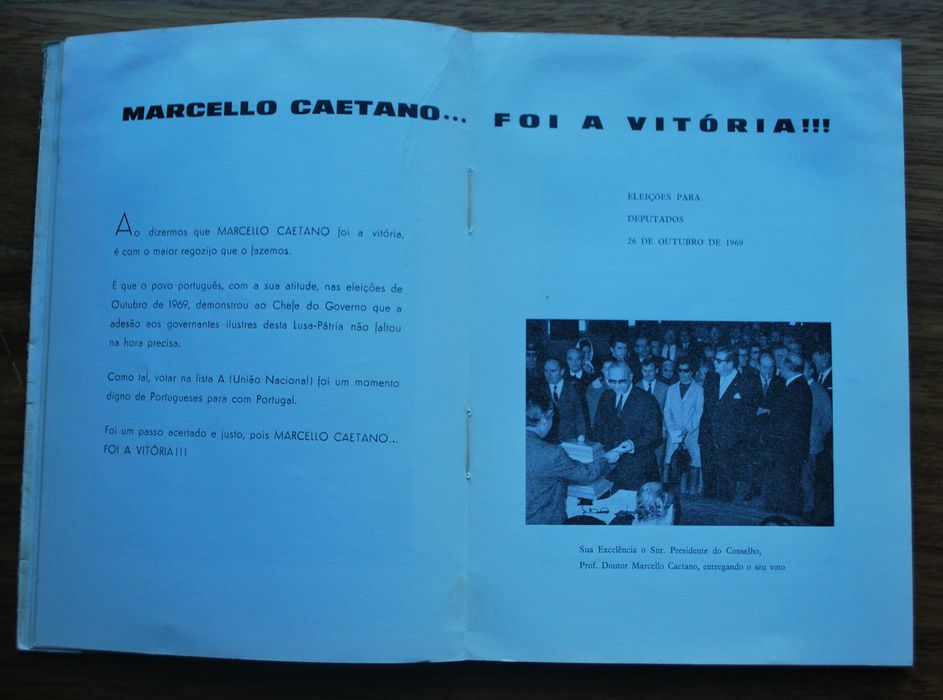 MARCELLO CAETANO...
Ao dizermos que MARCELLO CAETANO foi a vitória,
é com o maior regozijo que o fazemos.
É que o povo português, com a sua atitude, nas eleições de
Outubro de 1969, demonstrou ao Chefe do Governo que a
adesão aos governantes ilustres desta Lusa-Pátria não faltou
na hora precisa.
Como tal, votar na lista A (União Nacional) foi um momento
digno de Portugueses para com Portugal.
Foi um passo acertado e justo, pois MARCELLO CAETANO...
FOI A VITÓRIA!!!
FOI A VITÓRIA!!!
ELEIÇÕES PARA
DEPUTADOS
26 DE OUTUBRO DE 1969
Sua Excelência o Snr. Presidente do Conselho,
Prof. Doutor Marcello Caetano, entregando o seu voto